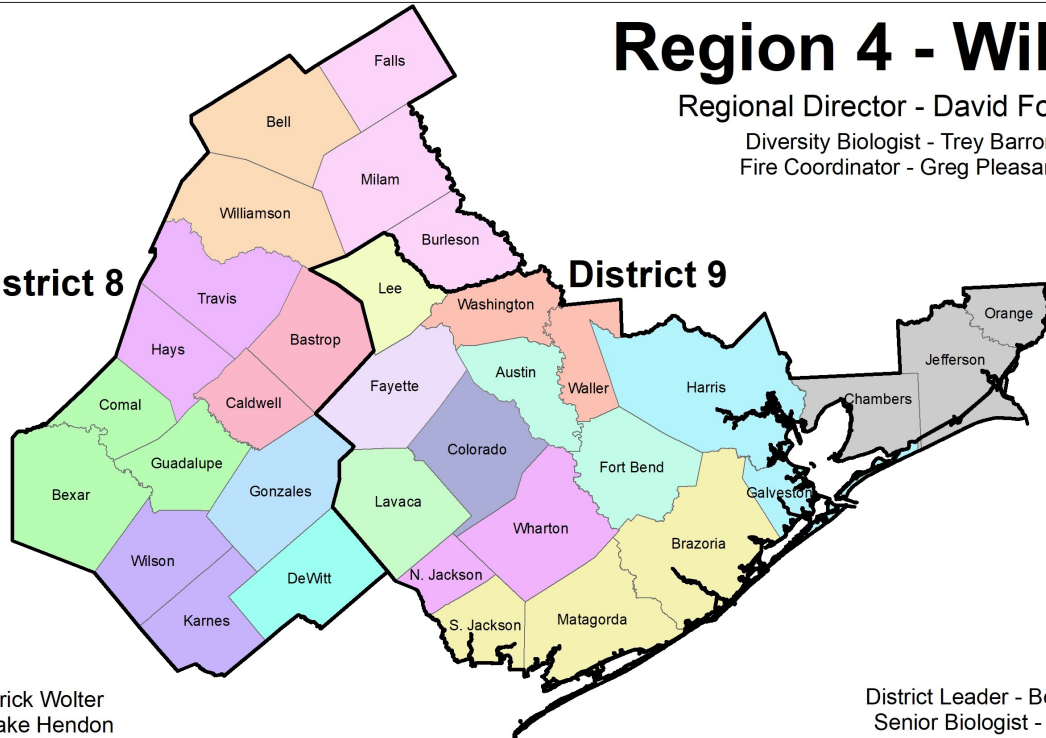 Region 4 - Wil
Regional Director - David Fo
Diversity Biologist - Trey Barron
Fire Coordinator - Greg Pleasan
strict 8
District 9
Falls
Bell
Milam
Williamson
Burleson
Lee
Washington
Travis
Bastrop
Orange
Hays
Jefferson
Austin
Fayette
Waller
Harris
Chambers
Comal
Caldwell
Colorado
Guadalupe
Fort Bend
Bexar
Gonzales
Galveston
Lavaca
Wharton
Brazoria
Wilson
DeWitt
N. Jackson
Karnes
S. Jackson
Matagorda
rick Wolter
ake Hendon
District Leader - B
Senior Biologist -